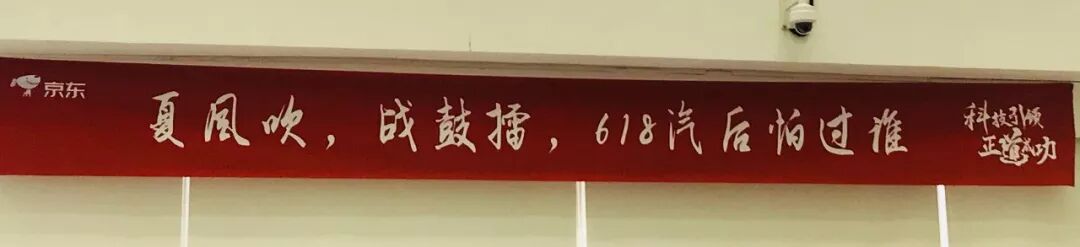 京东
夏风吹，战鼓擂，618汽后怕过谁
科技引领
正道成功